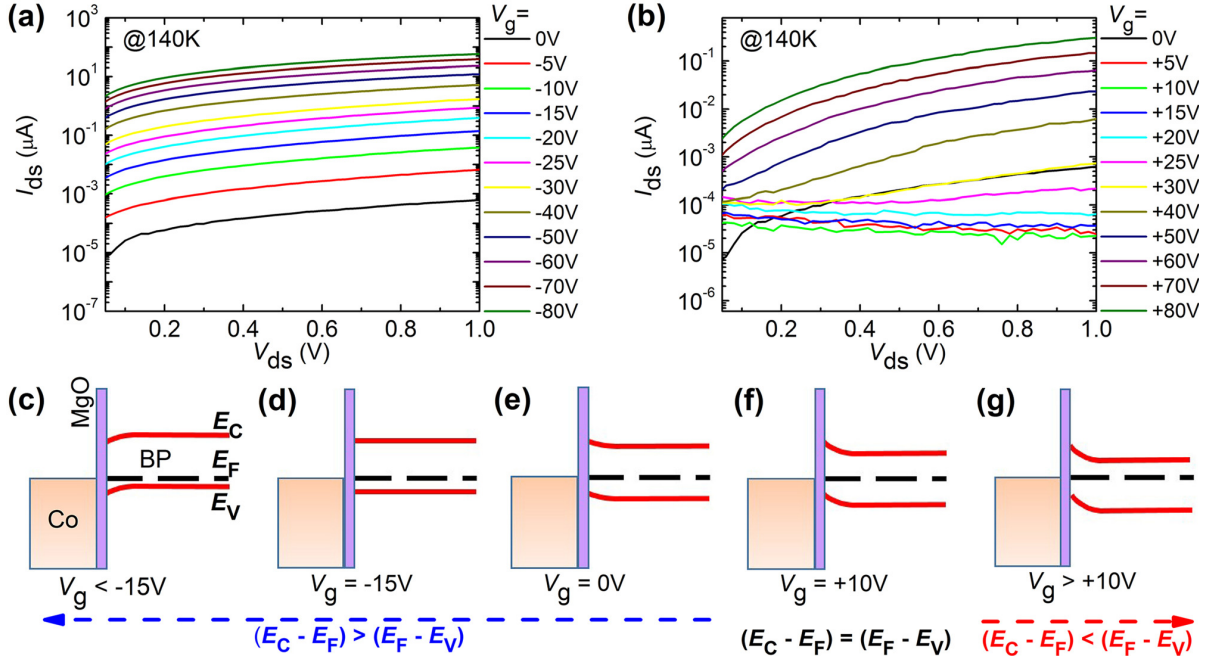 (a)
@140K
I_ds (μA)
10^3
10^1
10^-1
10^-3
10^-5
10^-7
0.2 0.4 0.6 0.8 1.0
V_ds (V)
V_g=
0V
-5V
-10V
-15V
-20V
-25V
-30V
-40V
-50V
-60V
-70V
-80V
(b)
@140K
I_ds (μA)
10^-1
10^-2
10^-3
10^-4
10^-5
10^-6
0.2 0.4 0.6 0.8 1.0
V_ds (V)
V_g=
0V
+5V
+10V
+15V
+20V
+25V
+30V
+40V
+50V
+60V
+70V
+80V
(c)
MgO
E_C
BP
E_F
E_V
Co
V_g < -15V
(d)
V_g = -15V
(e)
V_g = 0V
(f)
V_g = +10V
(g)
V_g > +10V
(E_C - E_F) > (E_F - E_V)
(E_C - E_F) = (E_F - E_V)
(E_C - E_F) < (E_F - E_V)